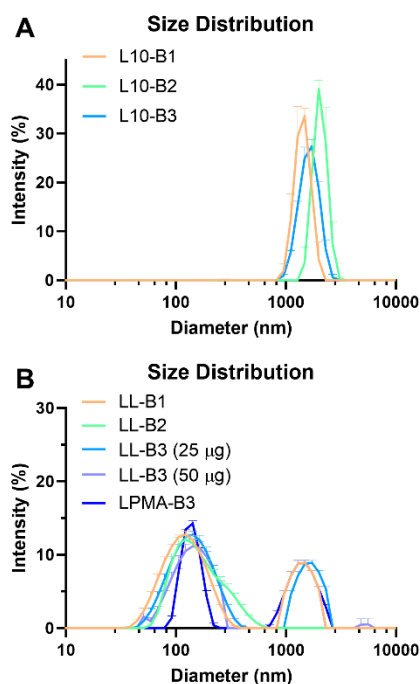 A
Size Distribution
L10-B1
L10-B2
L10-B3
Intensity (%)
40
30
20
10
0
10
100
1000
10000
Diameter (nm)
B
Size Distribution
LL-B1
LL-B2
LL-B3 (25 μg)
LL-B3 (50 μg)
LPMA-B3
Intensity (%)
30
20
10
0
10
100
1000
10000
Diameter (nm)